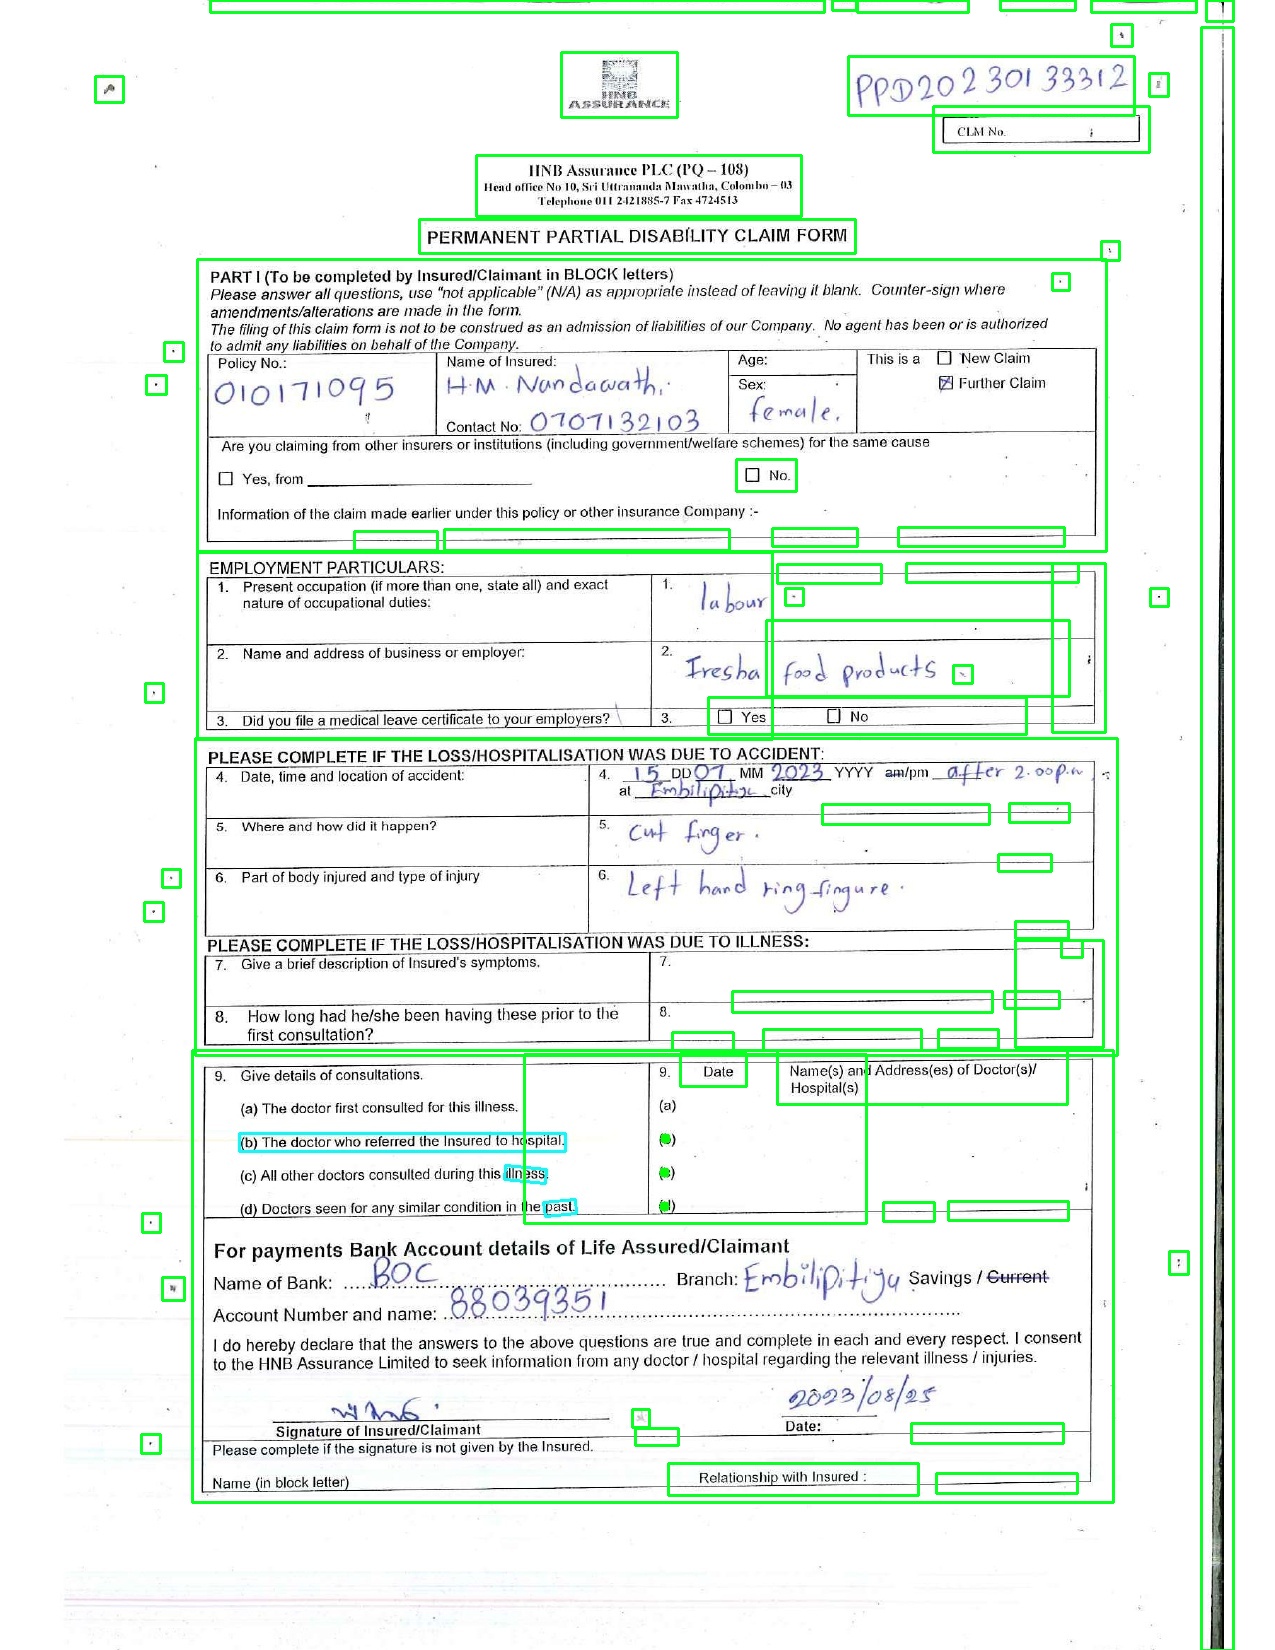 HNB
ASSURANCE
PPD20230133312
CLM No.
HNB Assurance PLC (PQ – 108)
Head office No 10, Sri Uttrananda Mawatha, Colombo – 03
Telephone 011 2421885-7 Fax 4724513
PERMANENT PARTIAL DISABILITY CLAIM FORM
PART I (To be completed by Insured/Claimant in BLOCK letters)
Please answer all questions, use "not applicable" (N/A) as appropriate instead of leaving it blank. Counter-sign where
amendments/alterations are made in the form.
The filing of this claim form is not to be construed as an admission of liabilities of our Company. No agent has been or is authorized
to admit any liabilities on behalf of the Company.
Policy No.: Name of Insured: Age: This is a New Claim
010171095 H.M. Nandawathi Sex: Further Claim
Contact No: 0707132103 female.
Are you claiming from other insurers or institutions (including government/welfare schemes) for the same cause
Yes, from No.
Information of the claim made earlier under this policy or other insurance Company :-
EMPLOYMENT PARTICULARS:
1. Present occupation (if more than one, state all) and exact 1. labour
nature of occupational duties:
2. Name and address of business or employer: 2. Iresha food products
3. Did you file a medical leave certificate to your employers? 3. Yes No
PLEASE COMPLETE IF THE LOSS/HOSPITALISATION WAS DUE TO ACCIDENT:
4. Date, time and location of accident: 4. 15 DD 07 MM 2023 YYYY am/pm after 2.00p.m
at Embilipitiya city
5. Where and how did it happen? 5. Cut finger.
6. Part of body injured and type of injury 6. Left hand ring fingure.
PLEASE COMPLETE IF THE LOSS/HOSPITALISATION WAS DUE TO ILLNESS:
7. Give a brief description of Insured's symptoms. 7.
8. How long had he/she been having these prior to the 8.
first consultation?
9. Give details of consultations. 9. Date Name(s) and Address(es) of Doctor(s)/
Hospital(s)
(a) The doctor first consulted for this illness. (a)
(b) The doctor who referred the Insured to hospital. (b)
(c) All other doctors consulted during this illness. (c)
(d) Doctors seen for any similar condition in the past. (d)
For payments Bank Account details of Life Assured/Claimant
Name of Bank: BOC Branch: Embilipitiya Savings / Current
Account Number and name: 88039351
I do hereby declare that the answers to the above questions are true and complete in each and every respect. I consent
to the HNB Assurance Limited to seek information from any doctor / hospital regarding the relevant illness / injuries.
2023/08/25
Signature of Insured/Claimant Date:
Please complete if the signature is not given by the Insured.
Name (in block letter) Relationship with Insured :